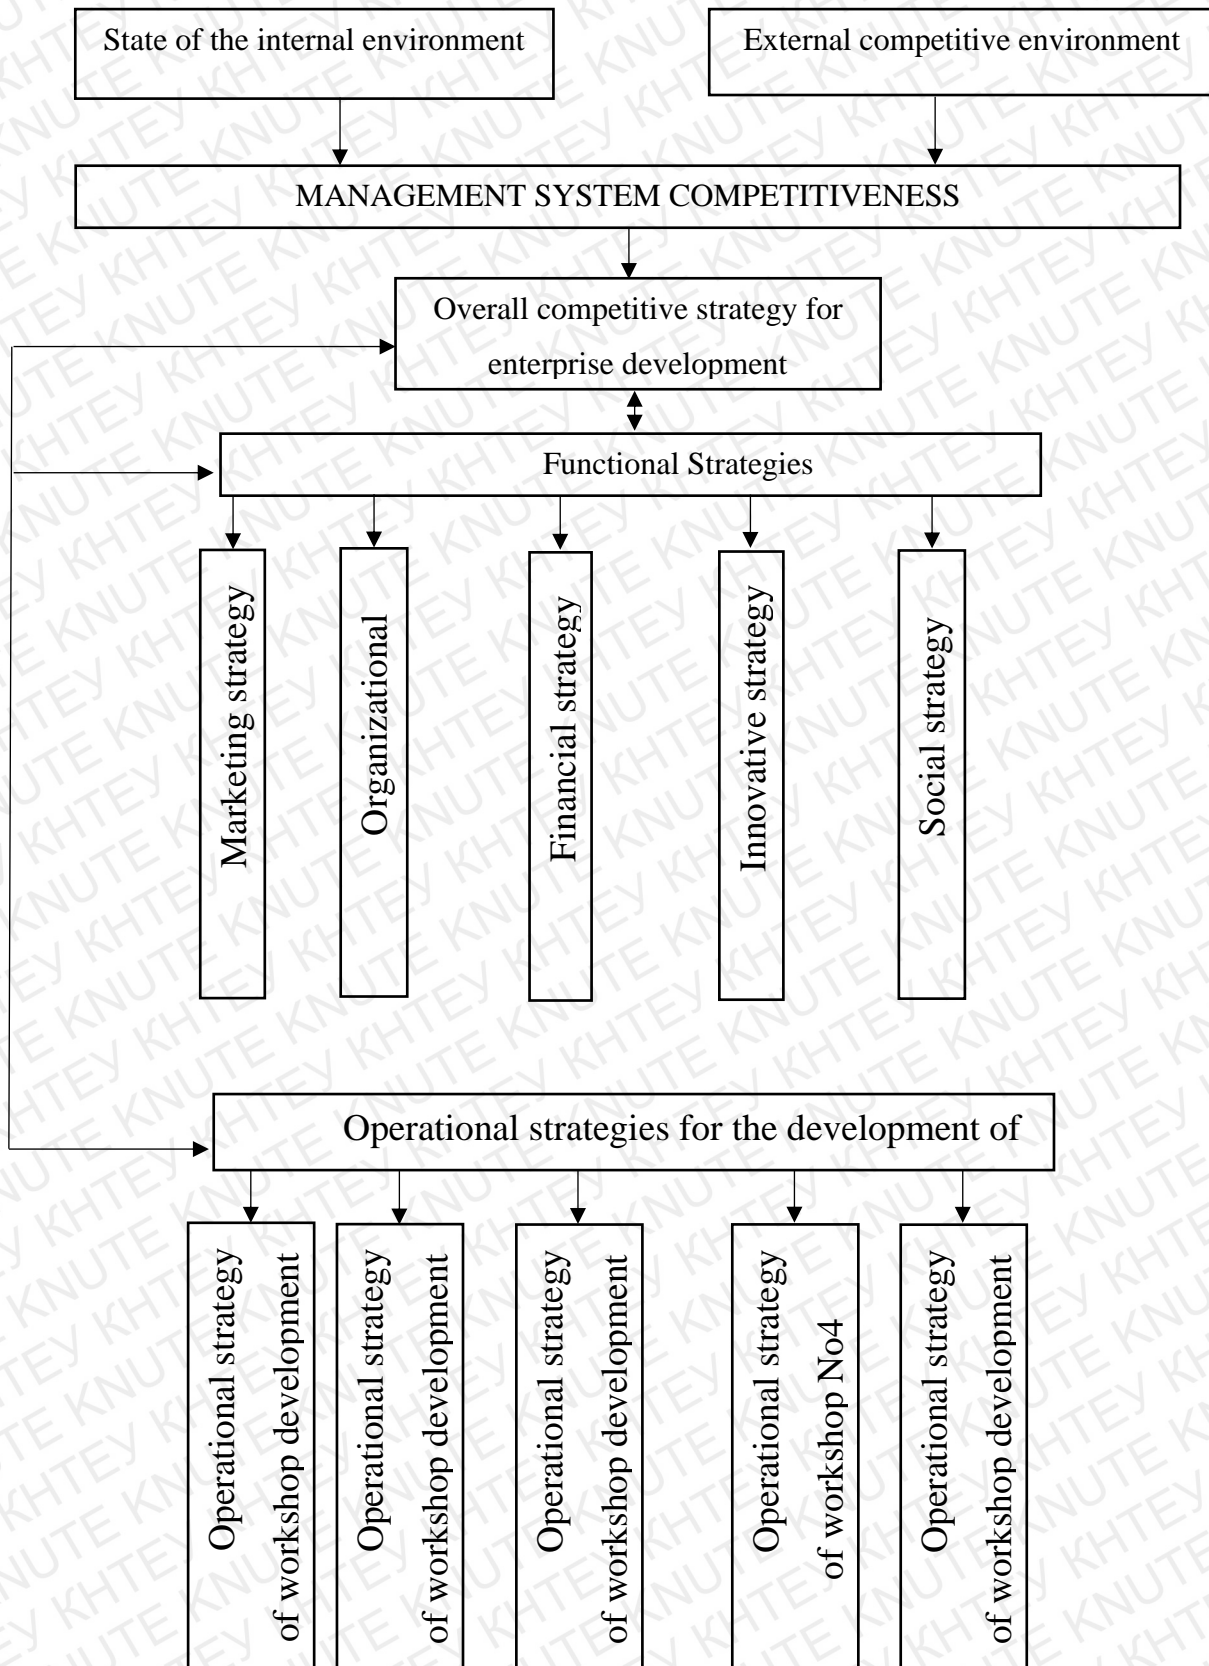 State of the internal environment
External competitive environment
MANAGEMENT SYSTEM COMPETITIVENESS
Overall competitive strategy for
enterprise development
Functional Strategies
Marketing strategy
Organizational
Financial strategy
Innovative strategy
Social strategy
Operational strategies for the development of
Operational strategy
of workshop development
Operational strategy
of workshop development
Operational strategy
of workshop development
Operational strategy
of workshop No4
Operational strategy
of workshop development